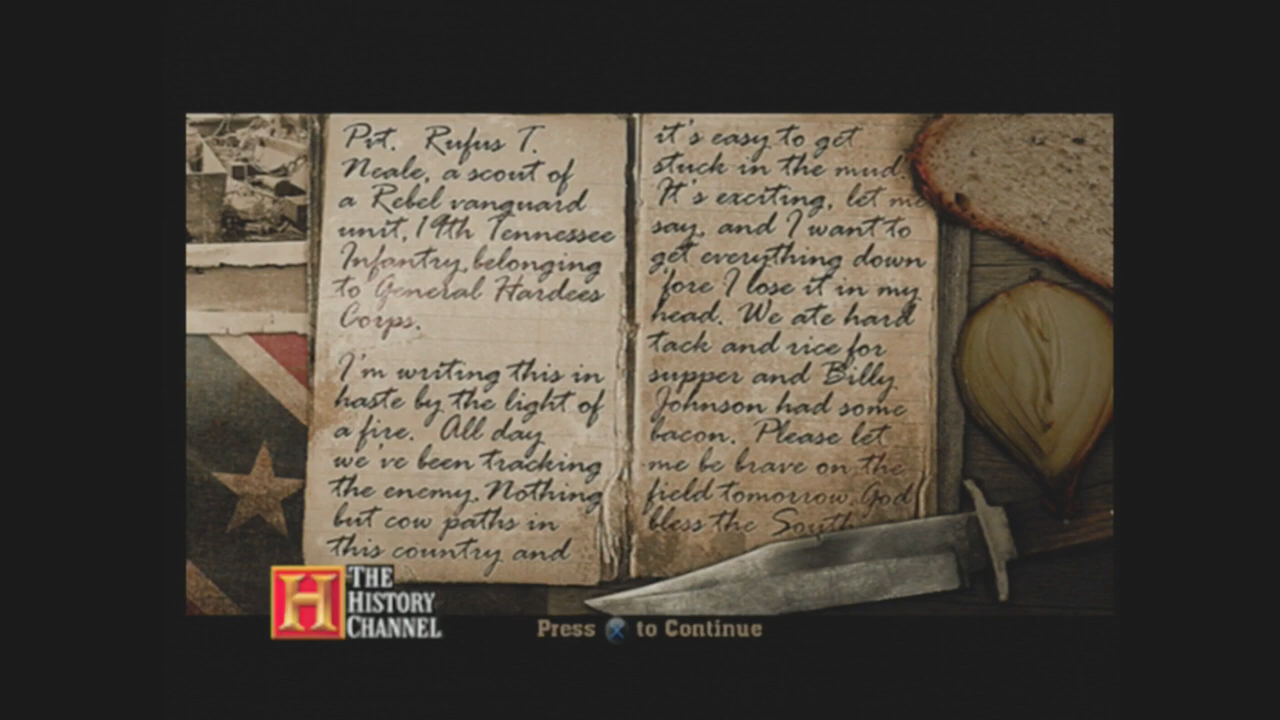 Pvt. Rufus T.
Neale, a scout of
a Rebel vanguard
unit, 19th Tennessee
Infantry, belonging
to General Hardees
Corps.
I'm writing this in
haste by the light of
a fire. All day
we've been tracking
the enemy. Nothing
but cow paths in
this country and
it's easy to get
stuck in the mud.
It's exciting, let me
say, and I want to
get everything down
'fore I lose it in my
head. We ate hard
tack and rice for
supper and Billy
Johnson had some
bacon. Please let
me be brave on the
field tomorrow. God
bless the South
H THE
HISTORY
CHANNEL
Press X to Continue